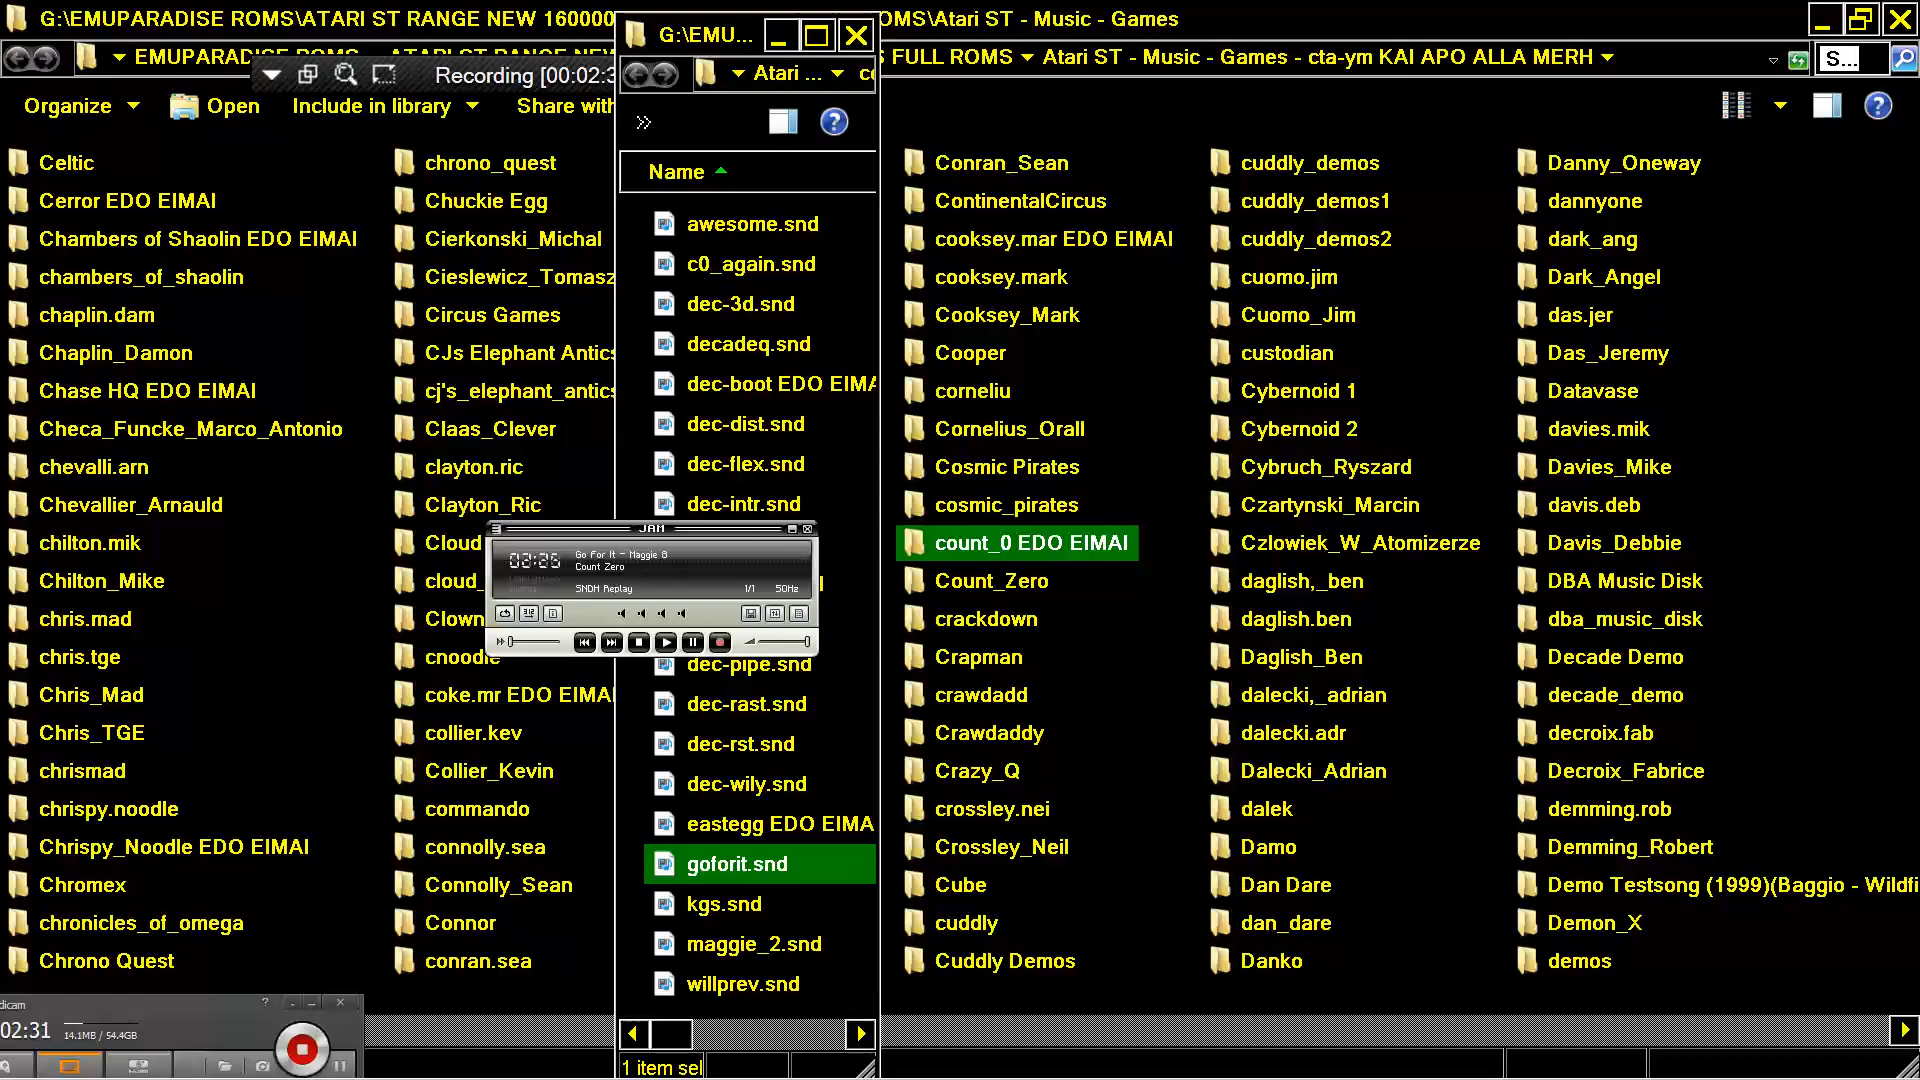 G:\EMUPARADISE ROMS\ATARI ST RANGE NEW 160000
OMS\Atari ST - Music - Games
EMUPARADISE ROMS
FULL ROMS
Atari ST - Music - Games - cta-ym KAI APO ALLA MERH
S...
Recording [00:02:3
Organize
Open
Include in library
Share with
Celtic
Cerror EDO EIMAI
Chambers of Shaolin EDO EIMAI
chambers_of_shaolin
chaplin.dam
Chaplin_Damon
Chase HQ EDO EIMAI
Checa_Funcke_Marco_Antonio
chevalli.arn
Chevallier_Arnauld
chilton.mik
Chilton_Mike
chris.mad
chris.tge
Chris_Mad
Chris_TGE
chrismad
chrispy.noodle
Chrispy_Noodle EDO EIMAI
Chromex
chronicles_of_omega
Chrono Quest
chrono_quest
Chuckie Egg
Cierkonski_Michal
Cieslewicz_Tomasz
Circus Games
CJs Elephant Antics
cj's_elephant_antics
Claas_Clever
clayton.ric
Clayton_Ric
Cloud
cloud_
Clown
cnoodle
coke.mr EDO EIMAI
collier.kev
Collier_Kevin
commando
connolly.sea
Connolly_Sean
Connor
conran.sea
G:\EMU...
Atari ...
Name
awesome.snd
c0_again.snd
dec-3d.snd
decadeq.snd
dec-boot EDO EIMA
dec-dist.snd
dec-flex.snd
dec-intr.snd
JAM
02:26
Go For It - Maggie 8
Count Zero
SNDH Replay
1/1
50Hz
dec-pipe.snd
dec-rast.snd
dec-rst.snd
dec-wily.snd
eastegg EDO EIMA
goforit.snd
kgs.snd
maggie_2.snd
willprev.snd
1 item sel
Conran_Sean
ContinentalCircus
cooksey.mar EDO EIMAI
cooksey.mark
Cooksey_Mark
Cooper
corneliu
Cornelius_Orall
Cosmic Pirates
cosmic_pirates
count_0 EDO EIMAI
Count_Zero
crackdown
Crapman
crawdadd
Crawdaddy
Crazy_Q
crossley.nei
Crossley_Neil
Cube
cuddly
Cuddly Demos
cuddly_demos
cuddly_demos1
cuddly_demos2
cuomo.jim
Cuomo_Jim
custodian
Cybernoid 1
Cybernoid 2
Cybruch_Ryszard
Czartynski_Marcin
Czlowiek_W_Atomizerze
daglish,_ben
daglish.ben
Daglish_Ben
dalecki,_adrian
dalecki.adr
Dalecki_Adrian
dalek
Damo
Dan Dare
dan_dare
Danko
Danny_Oneway
dannyone
dark_ang
Dark_Angel
das.jer
Das_Jeremy
Datavase
davies.mik
Davies_Mike
davis.deb
Davis_Debbie
DBA Music Disk
dba_music_disk
Decade Demo
decade_demo
decroix.fab
Decroix_Fabrice
demming.rob
Demming_Robert
Demo Testsong (1999)(Baggio - Wildfi
Demon_X
demos
dicam
02:31
14.1MB / 54.4GB